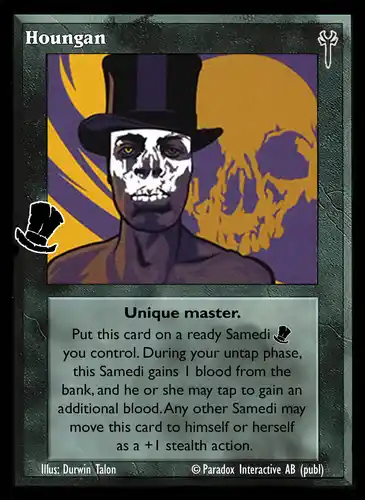 Houngan
Unique master.
Put this card on a ready Samedi
you control. During your untap phase,
this Samedi gains 1 blood from the
bank, and he or she may tap to gain an
additional blood. Any other Samedi may
move this card to himself or herself
as a +1 stealth action.
Illus: Durwin Talon © Paradox Interactive AB (publ)